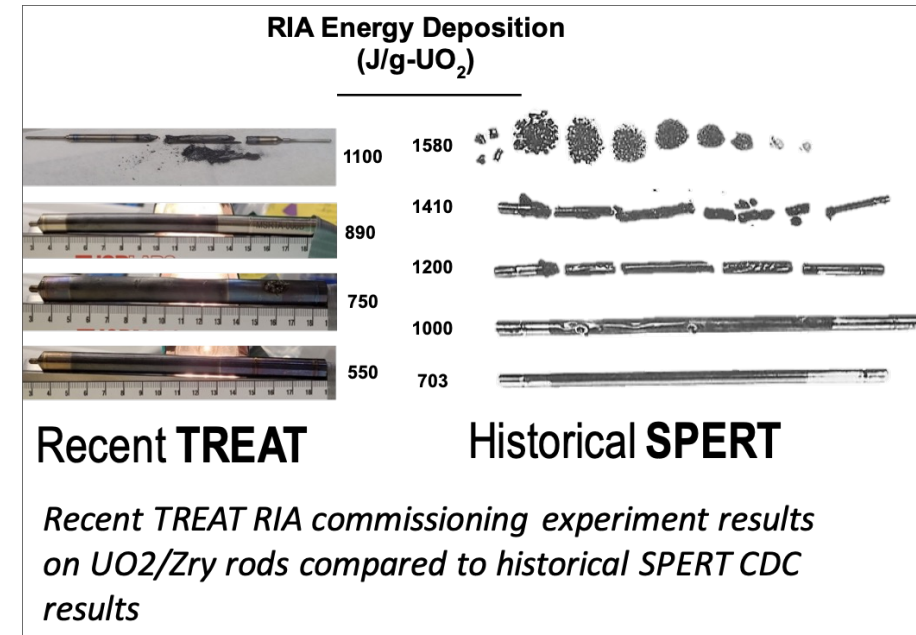 RIA Energy Deposition
(J/g-UO₂)
1100
1580
1410
890
1200
750
1000
550
703
Recent TREAT
Historical SPERT
Recent TREAT RIA commissioning experiment results
on UO2/Zry rods compared to historical SPERT CDC
results